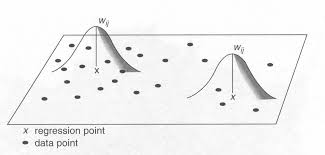 w_ij
w_ij
x
x
x regression point
● data point